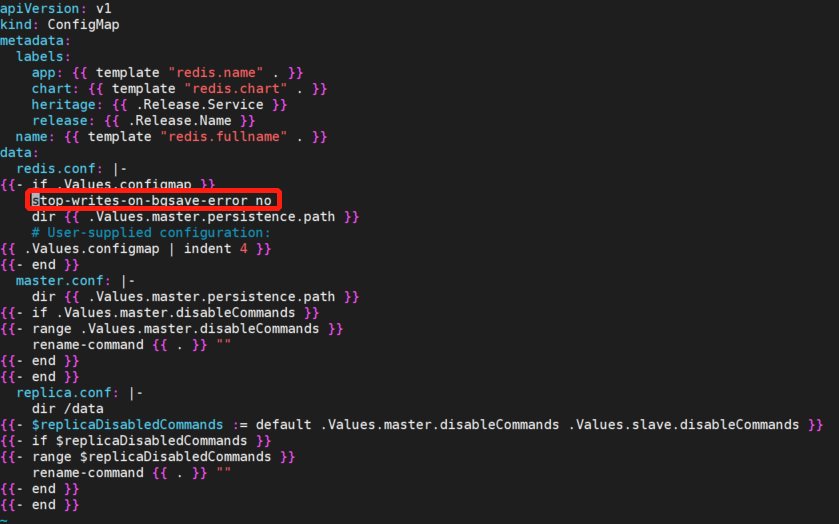 apiVersion: v1
kind: ConfigMap
metadata:
  labels:
    app: {{ template "redis.name" . }}
    chart: {{ template "redis.chart" . }}
    heritage: {{ .Release.Service }}
    release: {{ .Release.Name }}
  name: {{ template "redis.fullname" . }}
data:
  redis.conf: |-
{{- if .Values.configmap }}
    stop-writes-on-bgsave-error no
    dir {{ .Values.master.persistence.path }}
    # User-supplied configuration:
{{ .Values.configmap | indent 4 }}
{{- end }}
  master.conf: |-
    dir {{ .Values.master.persistence.path }}
{{- if .Values.master.disableCommands }}
{{- range .Values.master.disableCommands }}
    rename-command {{ . }} ""
{{- end }}
{{- end }}
  replica.conf: |-
    dir /data
{{- $replicaDisabledCommands := default .Values.master.disableCommands .Values.slave.disableCommands }}
{{- if $replicaDisabledCommands }}
{{- range $replicaDisabledCommands }}
    rename-command {{ . }} ""
{{- end }}
{{- end }}
~